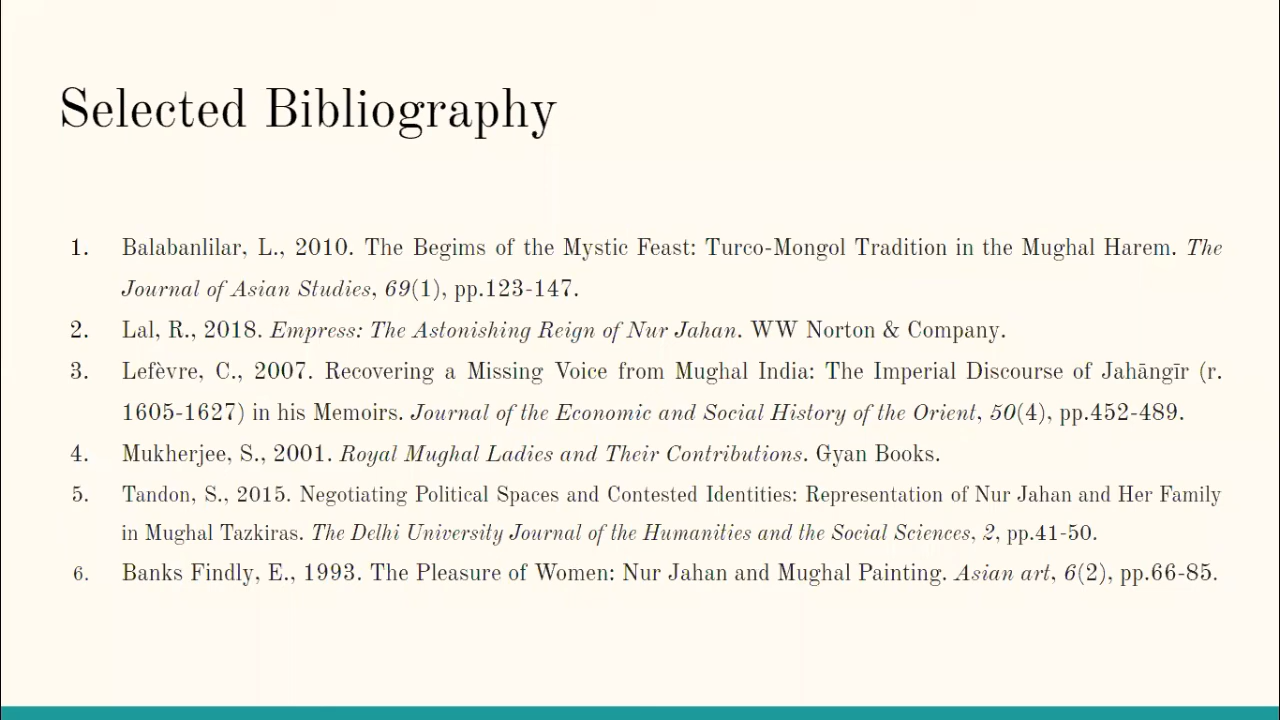 Selected Bibliography
1. Balabanlilar, L., 2010. The Begims of the Mystic Feast: Turco-Mongol Tradition in the Mughal Harem. The
Journal of Asian Studies, 69(1), pp.123-147.
2. Lal, R., 2018. Empress: The Astonishing Reign of Nur Jahan. WW Norton & Company.
3. Lefèvre, C., 2007. Recovering a Missing Voice from Mughal India: The Imperial Discourse of Jahāngīr (r.
1605-1627) in his Memoirs. Journal of the Economic and Social History of the Orient, 50(4), pp.452-489.
4. Mukherjee, S., 2001. Royal Mughal Ladies and Their Contributions. Gyan Books.
5. Tandon, S., 2015. Negotiating Political Spaces and Contested Identities: Representation of Nur Jahan and Her Family
in Mughal Tazkiras. The Delhi University Journal of the Humanities and the Social Sciences, 2, pp.41-50.
6. Banks Findly, E., 1993. The Pleasure of Women: Nur Jahan and Mughal Painting. Asian art, 6(2), pp.66-85.